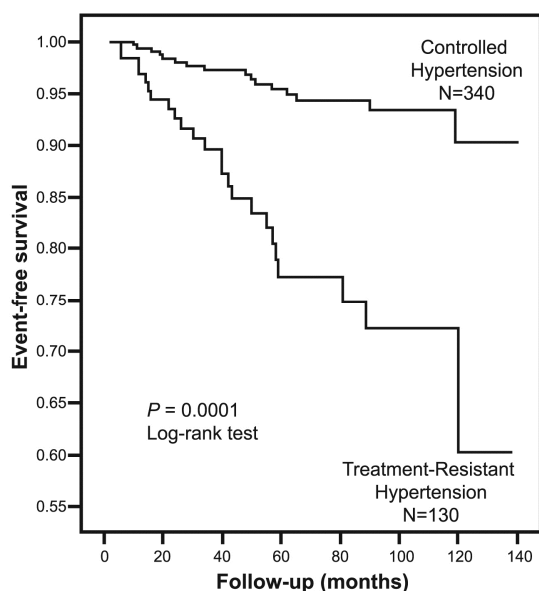 1.00
0.95
0.90
0.85
0.80
0.75
0.70
0.65
0.60
0.55
Event-free survival
Controlled
Hypertension
N=340
P = 0.0001
Log-rank test
Treatment-Resistant
Hypertension
N=130
0 20 40 60 80 100 120 140
Follow-up (months)